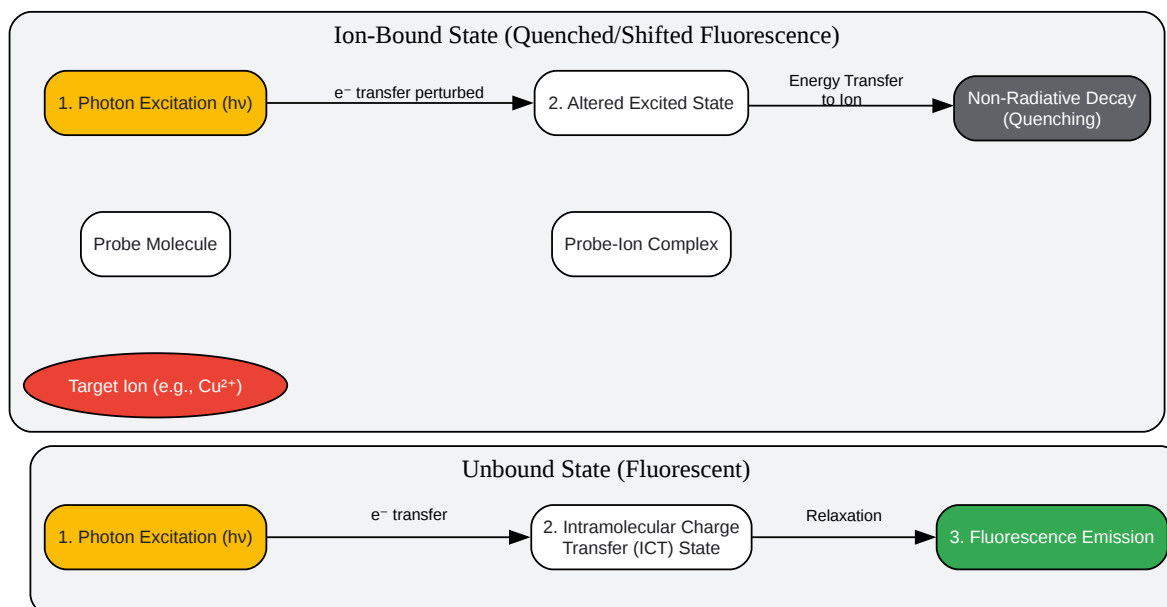 Ion-Bound State (Quenched/Shifted Fluorescence)
1. Photon Excitation (hν)
e⁻ transfer perturbed
2. Altered Excited State
Energy Transfer
to Ion
Non-Radiative Decay
(Quenching)
Probe Molecule
Probe-Ion Complex
Target Ion (e.g., Cu²⁺)
Unbound State (Fluorescent)
1. Photon Excitation (hν)
e⁻ transfer
2. Intramolecular Charge
Transfer (ICT) State
Relaxation
3. Fluorescence Emission